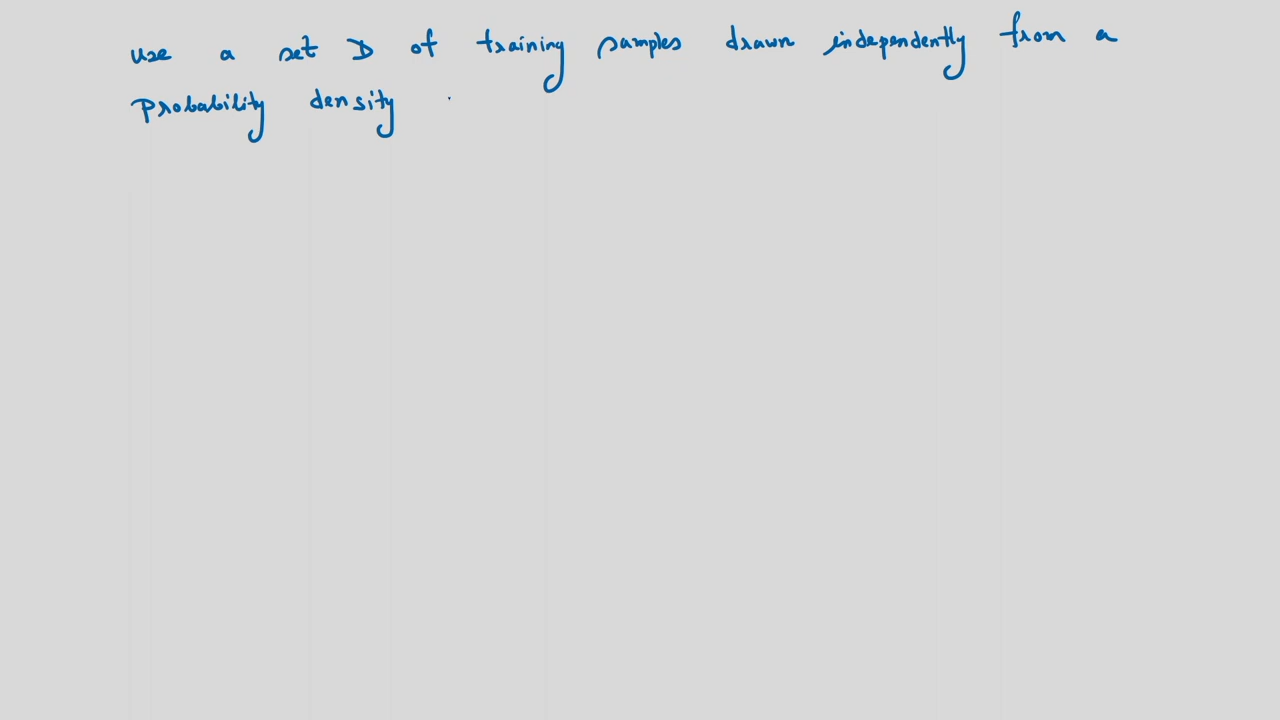 use a set D of training samples drawn independently from a
probability density